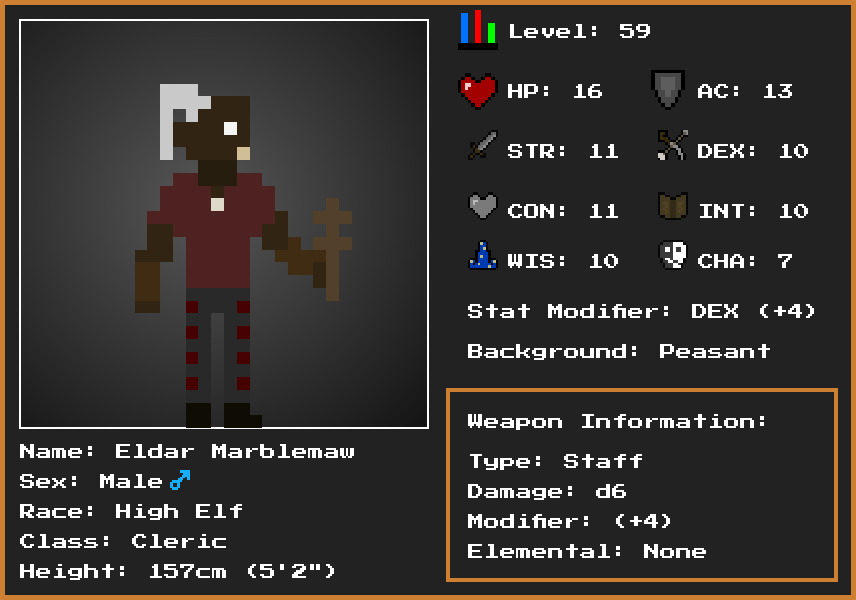 Level: 59
HP: 16
AC: 13
STR: 11
DEX: 10
CON: 11
INT: 10
WIS: 10
CHA: 7
Stat Modifier: DEX (+4)
Background: Peasant
Weapon Information:
Type: Staff
Damage: d6
Modifier: (+4)
Elemental: None
Name: Eldar Marblemaw
Sex: Male♂
Race: High Elf
Class: Cleric
Height: 157cm (5'2")